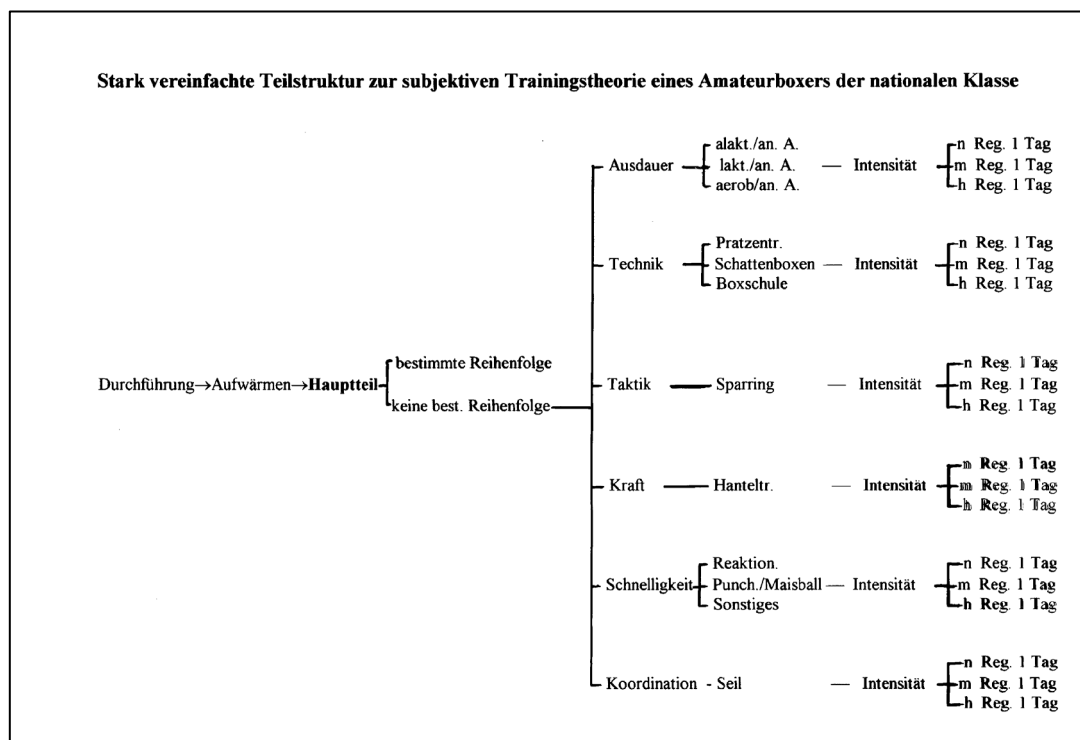 Stark vereinfachte Teilstruktur zur subjektiven Trainingstheorie eines Amateurboxers der nationalen Klasse
Durchführung→Aufwärmen→Hauptteil
bestimmte Reihenfolge
keine best. Reihenfolge
Ausdauer
alakt./an. A.
lakt./an. A.
aerob/an. A.
— Intensität
n Reg. 1 Tag
m Reg. 1 Tag
h Reg. 1 Tag
Technik
Pratzentr.
Schattenboxen
Boxschule
— Intensität
n Reg. 1 Tag
m Reg. 1 Tag
h Reg. 1 Tag
Taktik
Sparring
— Intensität
n Reg. 1 Tag
m Reg. 1 Tag
h Reg. 1 Tag
Kraft
Hanteltr.
— Intensität
n Reg. 1 Tag
m Reg. 1 Tag
h Reg. 1 Tag
Schnelligkeit
Reaktion.
Punch./Maisball
Sonstiges
— Intensität
n Reg. 1 Tag
m Reg. 1 Tag
h Reg. 1 Tag
Koordination - Seil
— Intensität
n Reg. 1 Tag
m Reg. 1 Tag
h Reg. 1 Tag